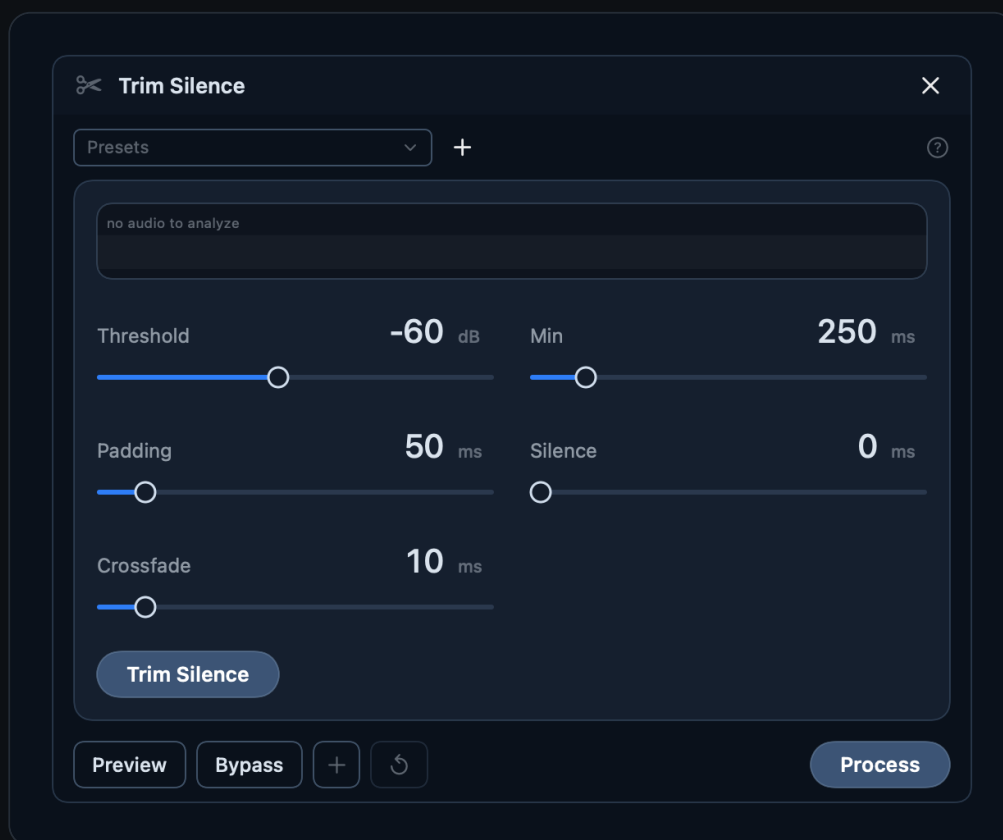 Trim Silence
Presets
?
no audio to analyze
Threshold -60 dB
Min 250 ms
Padding 50 ms
Silence 0 ms
Crossfade 10 ms
Trim Silence
Preview
Bypass
Process